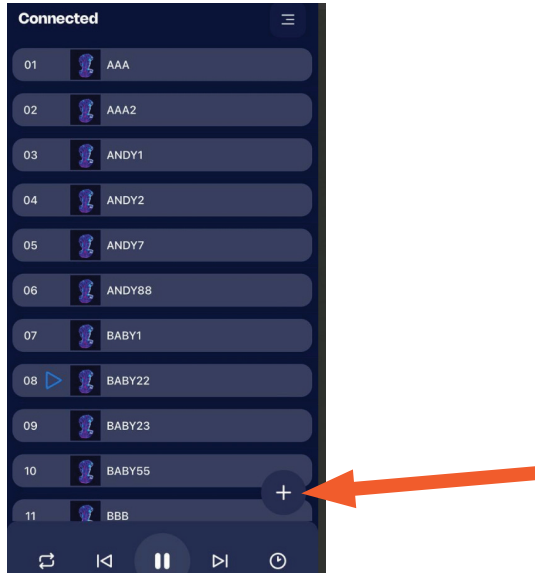 Connected
01 AAA
02 AAA2
03 ANDY1
04 ANDY2
05 ANDY7
06 ANDY88
07 BABY1
08 BABY22
09 BABY23
10 BABY55
11 BBB